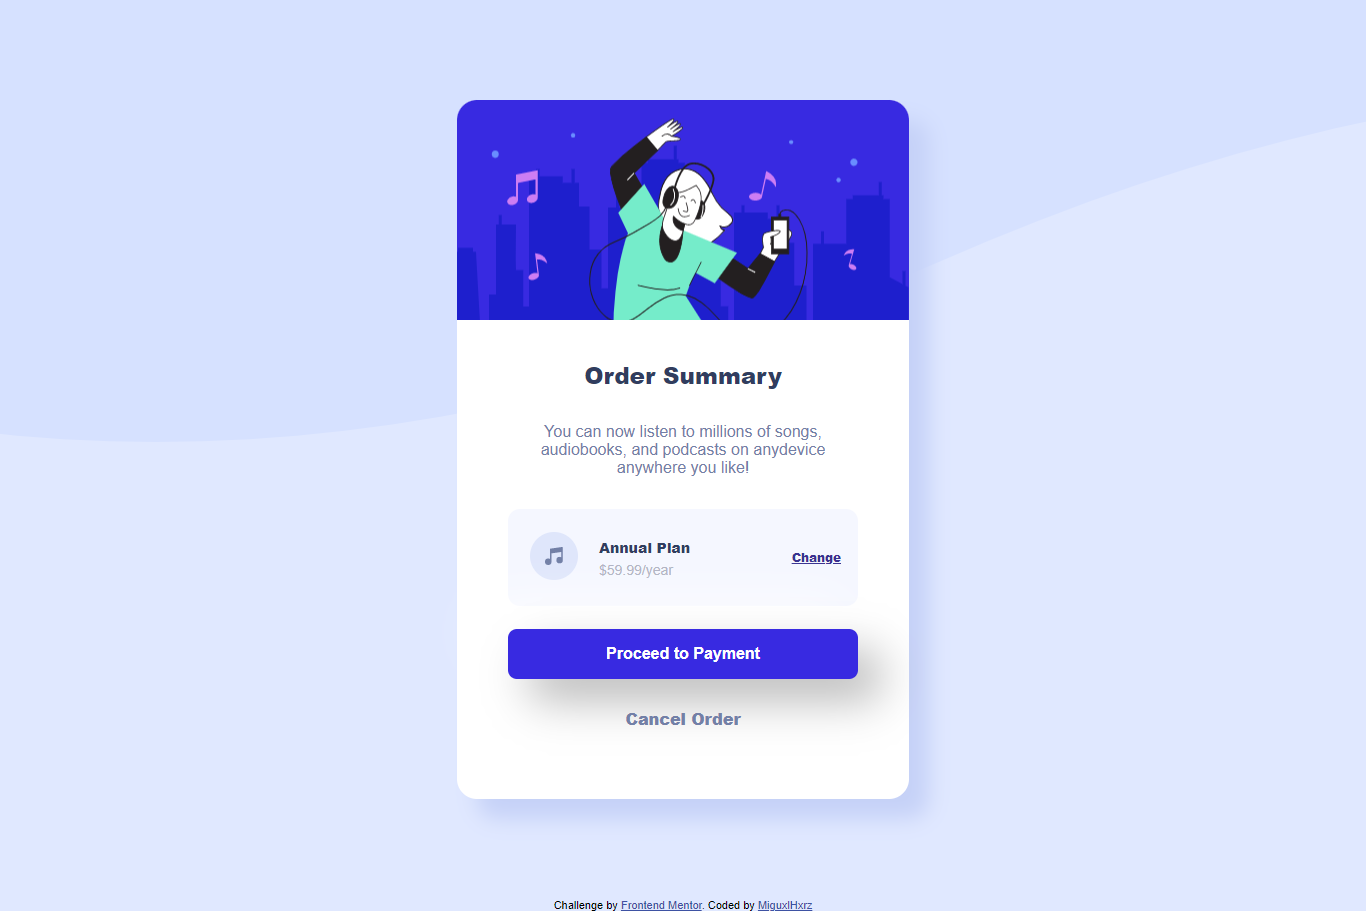 Order Summary
You can now listen to millions of songs,
audiobooks, and podcasts on anydevice
anywhere you like!
Annual Plan
$59.99/year
Change
Proceed to Payment
Cancel Order
Challenge by Frontend Mentor. Coded by MiguxlHxrz